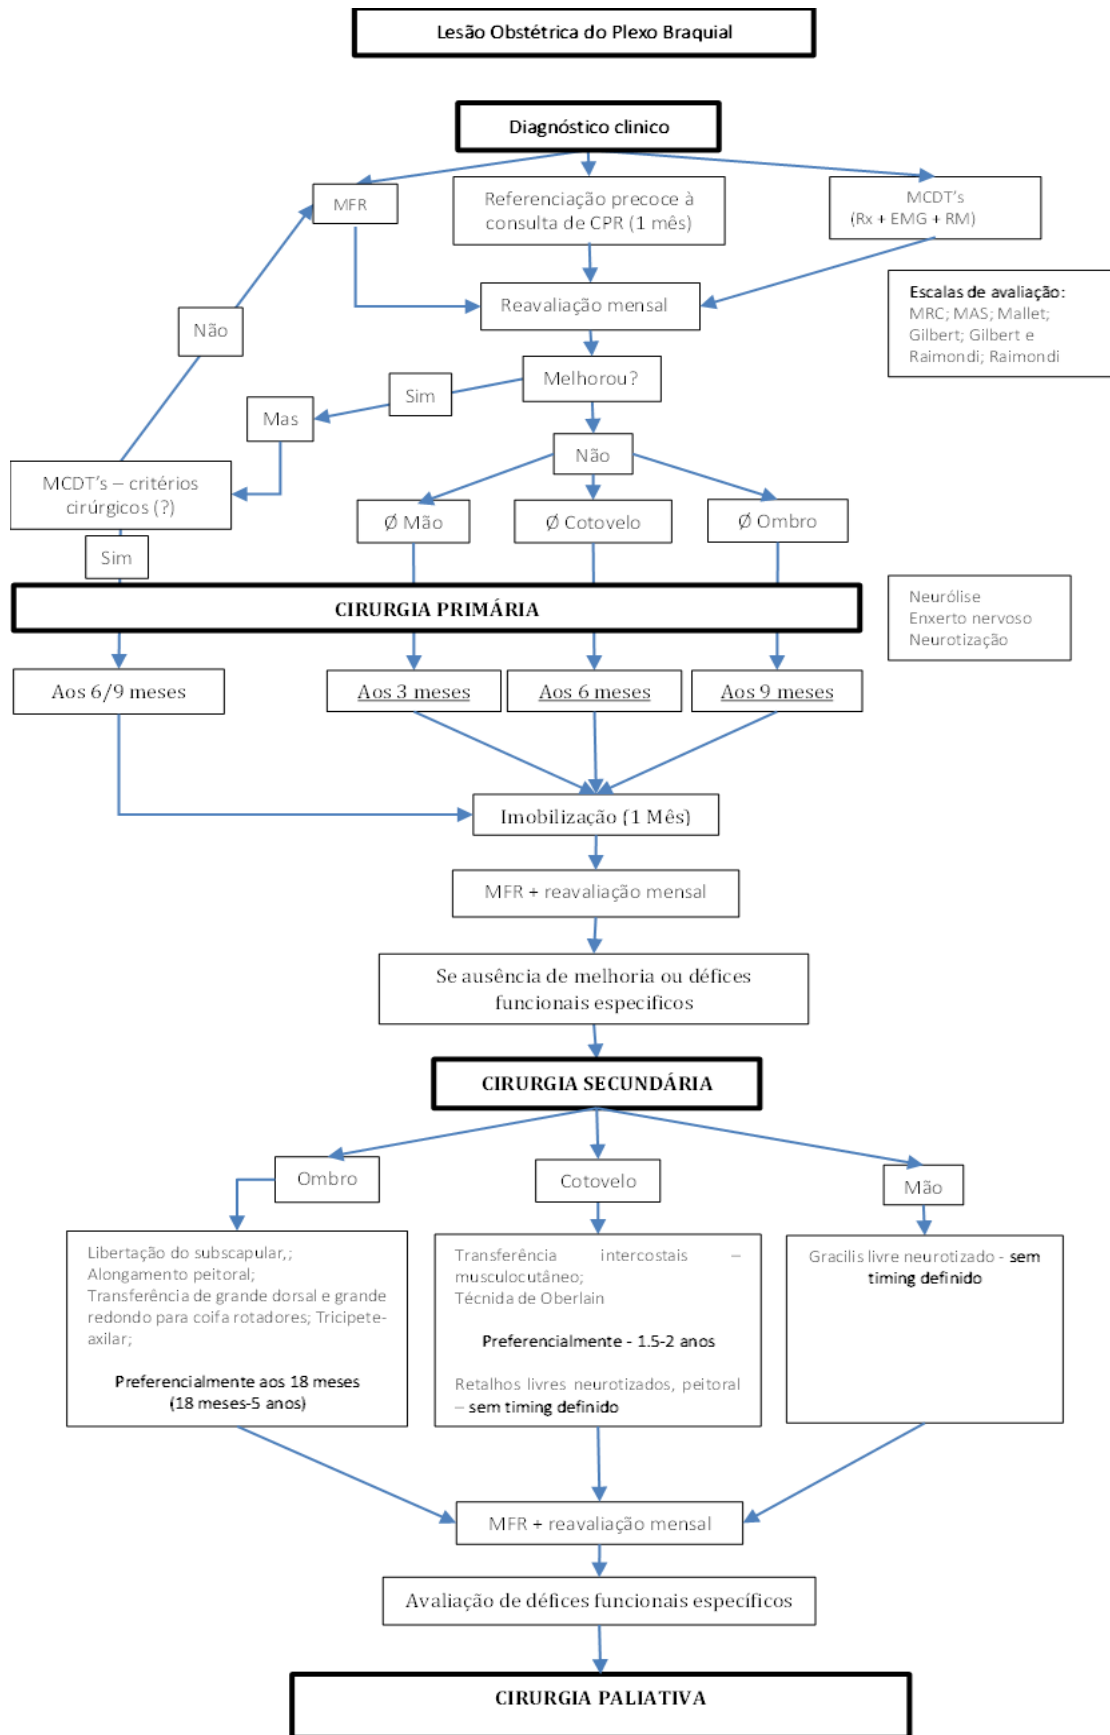 Lesão Obstétrica do Plexo Braquial
Diagnóstico clinico
MFR
Referenciação precoce à
consulta de CPR (1 mês)
MCDT's
(Rx + EMG + RM)
Reavaliação mensal
Escalas de avaliação:
MRC; MAS; Mallet;
Gilbert; Gilbert e
Raimondi; Raimondi
Não
Melhorou?
Sim
Mas
Não
MCDT's – critérios
cirúrgicos (?)
Ø Mão
Ø Cotovelo
Ø Ombro
Sim
CIRURGIA PRIMÁRIA
Neurólise
Enxerto nervoso
Neurotização
Aos 6/9 meses
Aos 3 meses
Aos 6 meses
Aos 9 meses
Imobilização (1 Mês)
MFR + reavaliação mensal
Se ausência de melhoria ou défices
funcionais especificos
CIRURGIA SECUNDÁRIA
Ombro
Cotovelo
Mão
Libertação do subscapular,;
Alongamento peitoral;
Transferência de grande dorsal e grande
redondo para coifa rotadores; Tricipete-
axilar;
Preferencialmente aos 18 meses
(18 meses-5 anos)
Transferência intercostais –
musculocutâneo;
Técnida de Oberlain
Preferencialmente - 1.5-2 anos
Retalhos livres neurotizados, peitoral
– sem timing definido
Gracilis livre neurotizado - sem
timing definido
MFR + reavaliação mensal
Avaliação de défices funcionais específicos
CIRURGIA PALIATIVA